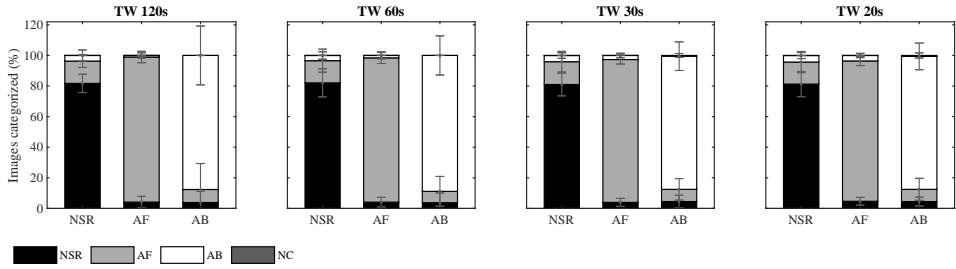 TW 120s
TW 60s
TW 30s
TW 20s
Images categorized (%)
120
100
80
60
40
20
0
NSR AF AB
NSR AF AB
NSR AF AB
NSR AF AB
NSR AF AB NC